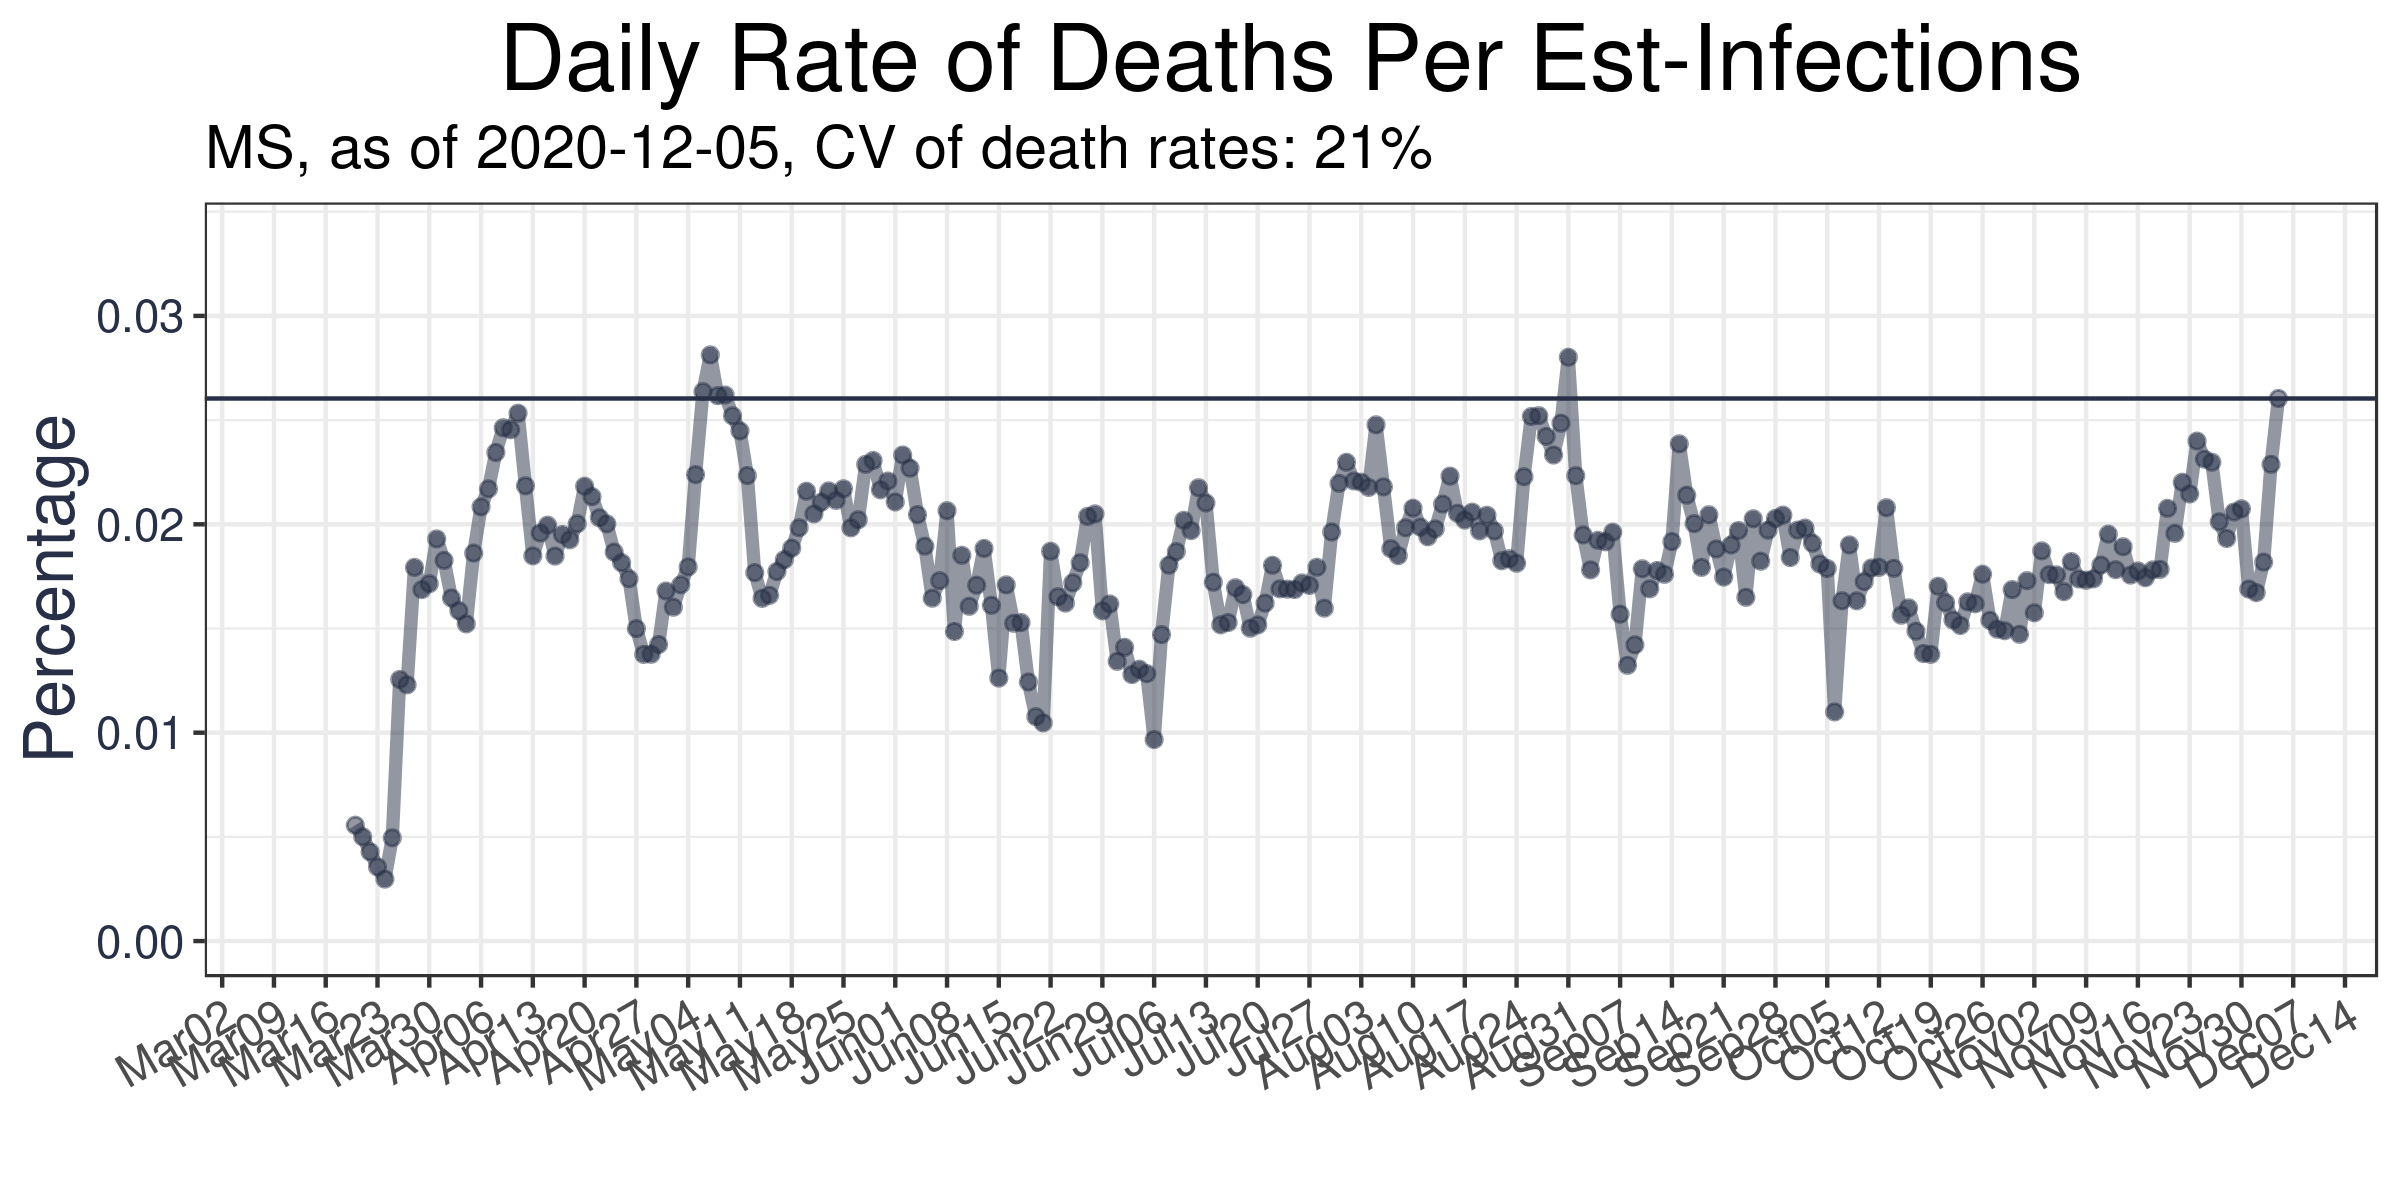 Daily Rate of Deaths Per Est-Infections
MS, as of 2020-12-05, CV of death rates: 21%
Percentage
0.03
0.02
0.01
0.00
Mar02
Mar09
Mar16
Mar23
Mar30
Apr06
Apr13
Apr20
Apr27
May04
May11
May18
May25
Jun01
Jun08
Jun15
Jun22
Jun29
Jul06
Jul13
Jul20
Jul27
Aug03
Aug10
Aug17
Aug24
Aug31
Sep07
Sep14
Sep21
Sep28
Oct05
Oct12
Oct19
Oct26
Nov02
Nov09
Nov16
Nov23
Nov30
Dec07
Dec14